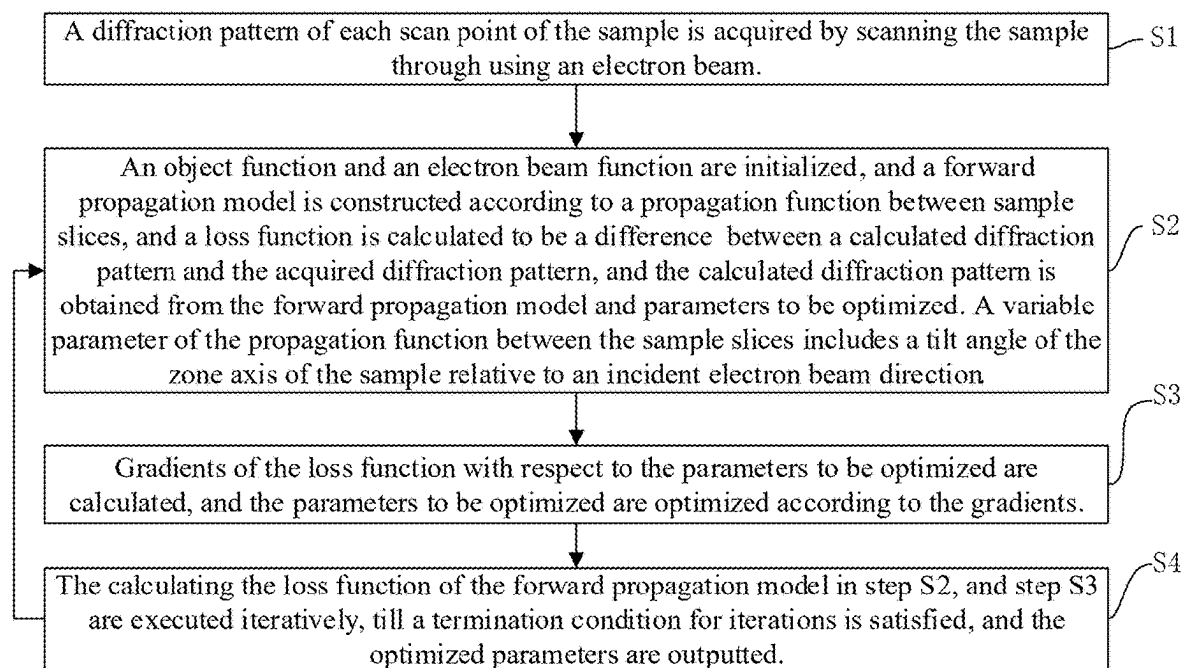 A diffraction pattern of each scan point of the sample is acquired by scanning the sample
through using an electron beam.
S1
An object function and an electron beam function are initialized, and a forward
propagation model is constructed according to a propagation function between sample
slices, and a loss function is calculated to be a difference between a calculated diffraction
pattern and the acquired diffraction pattern, and the calculated diffraction pattern is
obtained from the forward propagation model and parameters to be optimized. A variable
parameter of the propagation function between the sample slices includes a tilt angle of the
zone axis of the sample relative to an incident electron beam direction
S2
Gradients of the loss function with respect to the parameters to be optimized are
calculated, and the parameters to be optimized are optimized according to the gradients.
S3
The calculating the loss function of the forward propagation model in step S2, and step S3
are executed iteratively, till a termination condition for iterations is satisfied, and the
optimized parameters are outputted.
S4